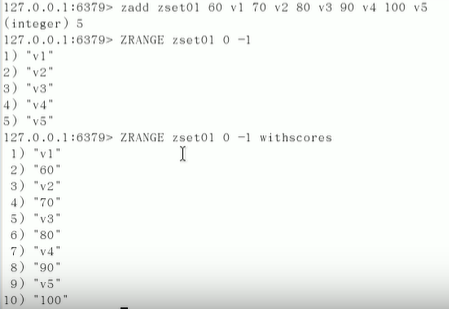 127.0.0.1:6379> zadd zset01 60 v1 70 v2 80 v3 90 v4 100 v5
(integer) 5
127.0.0.1:6379> ZRANGE zset01 0 -1
1) "v1"
2) "v2"
3) "v3"
4) "v4"
5) "v5"
127.0.0.1:6379> ZRANGE zset01 0 -1 withscores
1) "v1"
2) "60"
3) "v2"
4) "70"
5) "v3"
6) "80"
7) "v4"
8) "90"
9) "v5"
10) "100"